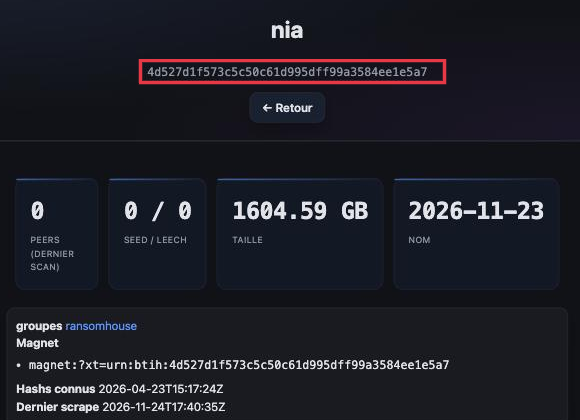 nia
4d527d1f573c5c50c61d995dff99a3584ee1e5a7
← Retour
0
PEERS
(DERNIER
SCAN)
0 / 0
SEED / LEECH
1604.59 GB
TAILLE
2026-11-23
NOM
groupes ransomhouse
Magnet
• magnet:?xt=urn:btih:4d527d1f573c5c50c61d995dff99a3584ee1e5a7
Hashs connus 2026-04-23T15:17:24Z
Dernier scrape 2026-11-24T17:40:35Z